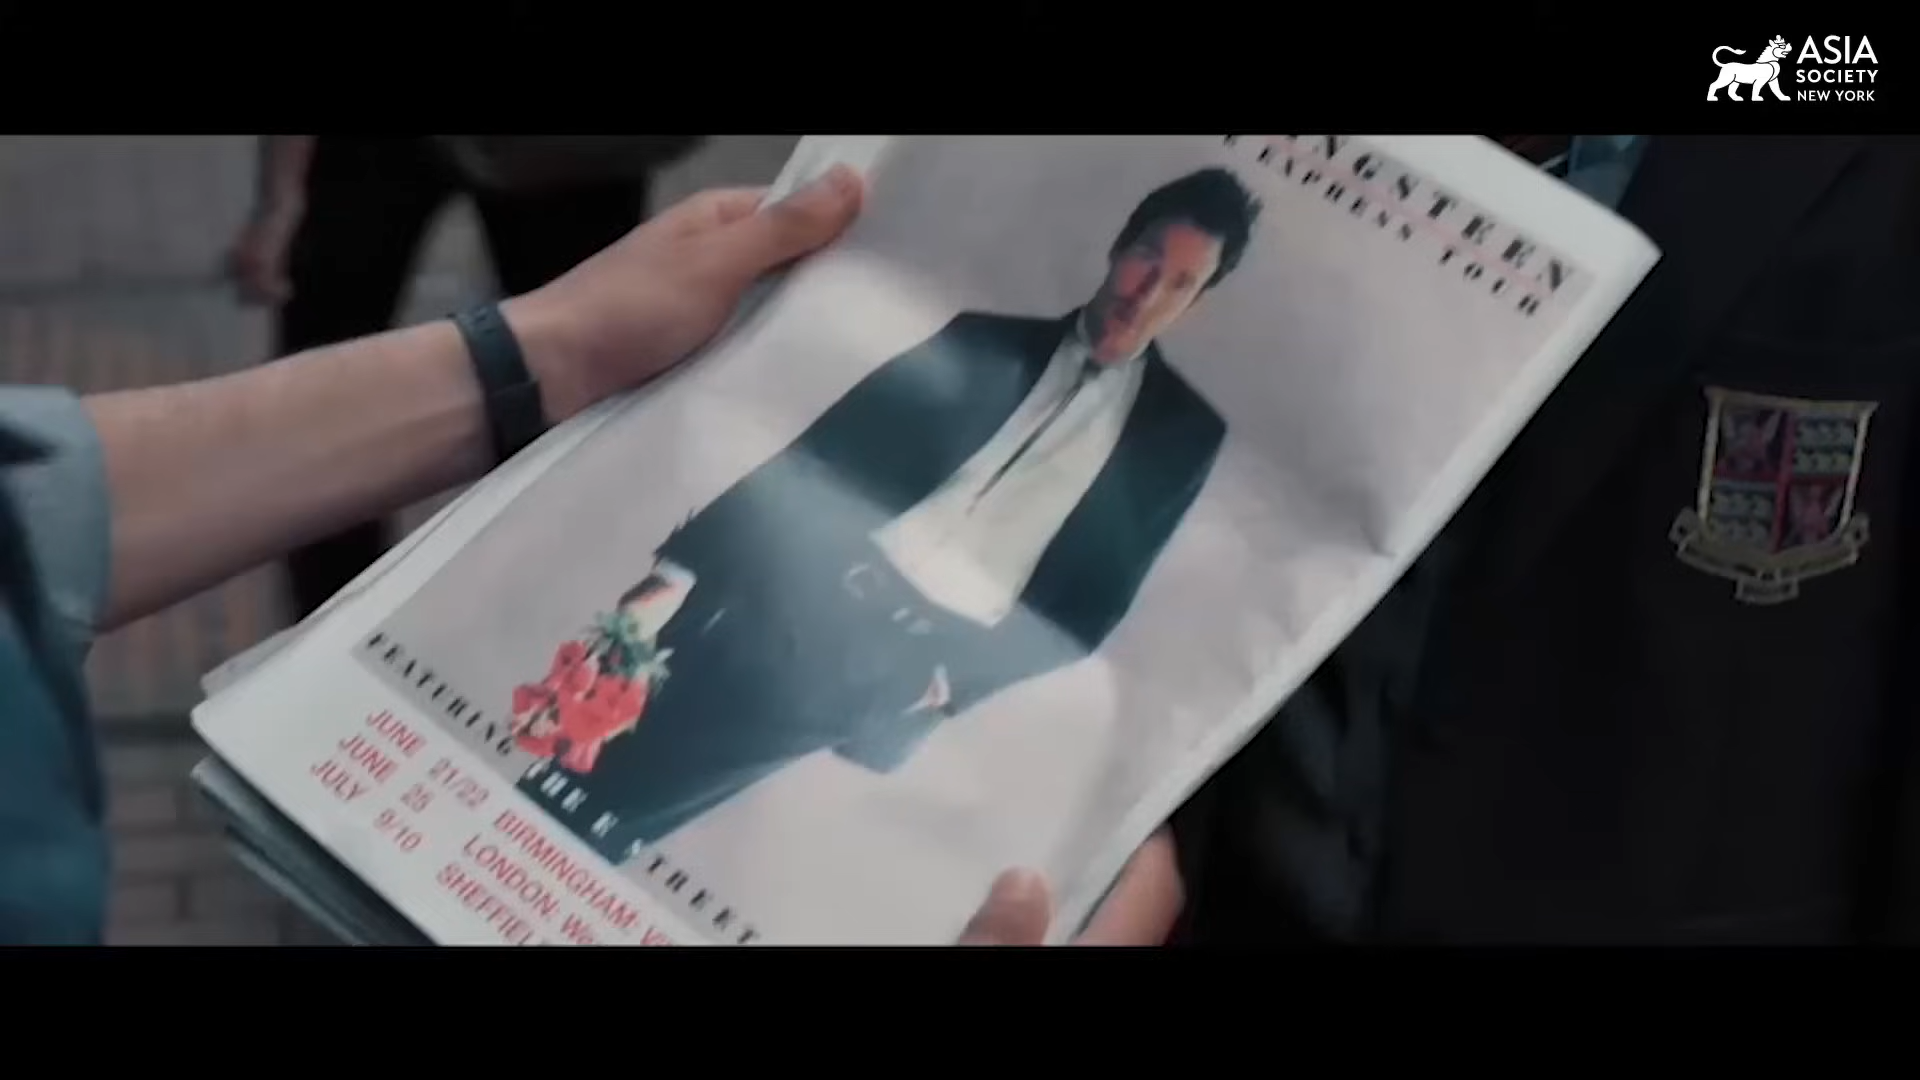 ASIA
SOCIETY
NEW YORK
NGSTEEN
EXPRESS TOUR
FEATURING THE E STREET
JUNE 21/22 BIRMINGHAM:
JUNE 25 LONDON:
JULY 9/10